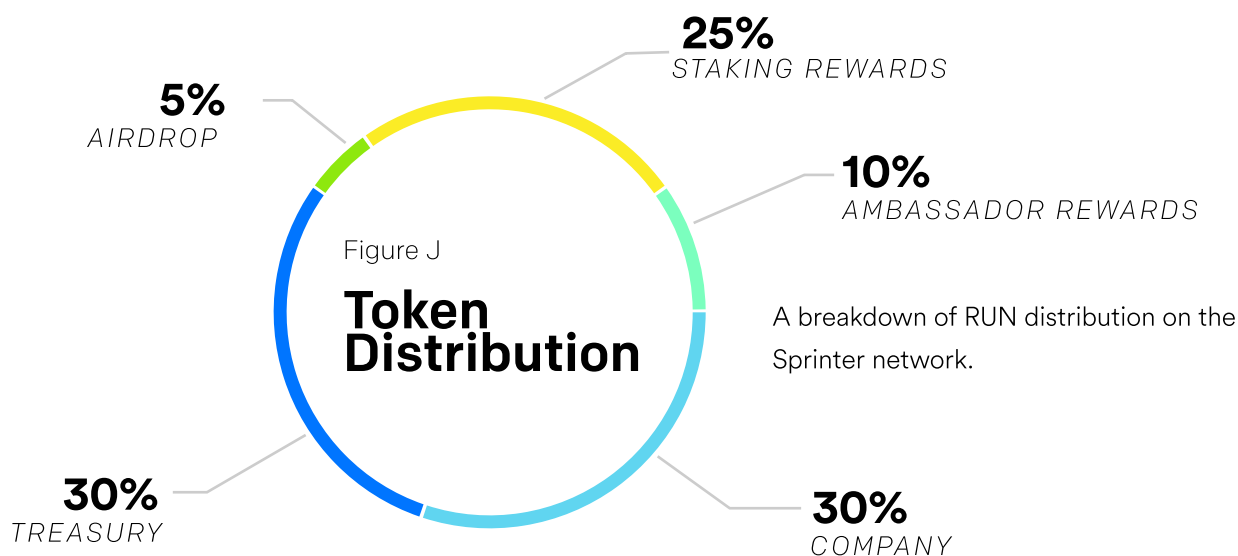 25%
STAKING REWARDS
5%
AIRDROP
10%
AMBASSADOR REWARDS
Figure J
Token
Distribution
A breakdown of RUN distribution on the
Sprinter network.
30%
TREASURY
30%
COMPANY